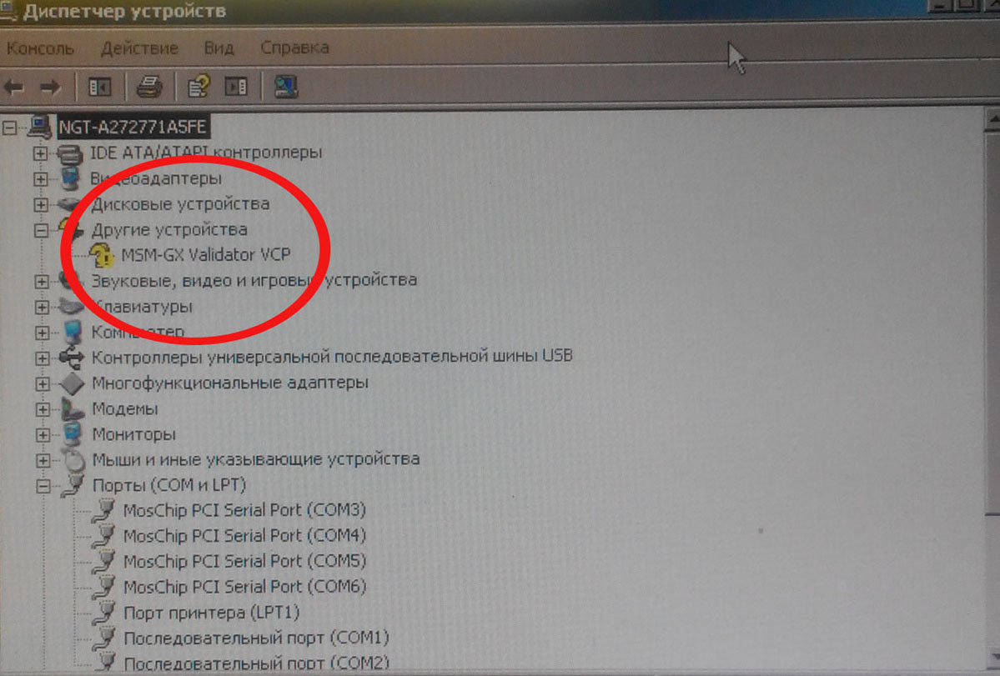 Диспетчер устройств
Консоль Действие Вид Справка
NGT-A272771A5FE
IDE ATA/ATAPI контроллеры
Видеоадаптеры
Дисковые устройства
Другие устройства
MSM-GX Validator VCP
Звуковые, видео и игровые устройства
Клавиатуры
Компьютер
Контроллеры универсальной последовательной шины USB
Многофункциональные адаптеры
Модемы
Мониторы
Мыши и иные указывающие устройства
Порты (COM и LPT)
MosChip PCI Serial Port (COM3)
MosChip PCI Serial Port (COM4)
MosChip PCI Serial Port (COM5)
MosChip PCI Serial Port (COM6)
Порт принтера (LPT1)
Последовательный порт (COM1)
Последовательный порт (COM2)